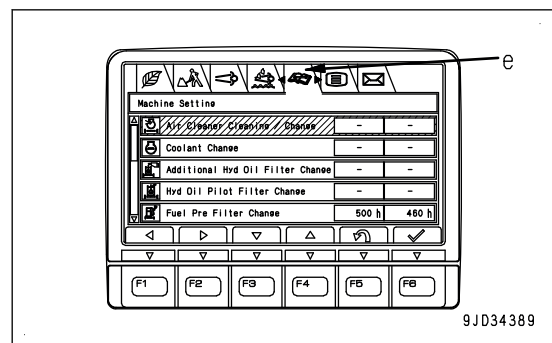 e
Machine Setting
Air Cleaner Cleaning / Change - -
Coolant Change - -
Additional Hyd Oil Filter Change - -
Hyd Oil Pilot Filter Change - -
Fuel Pre Filter Change 500 h 460 h
F1 F2 F3 F4 F5 F6
9JD34389